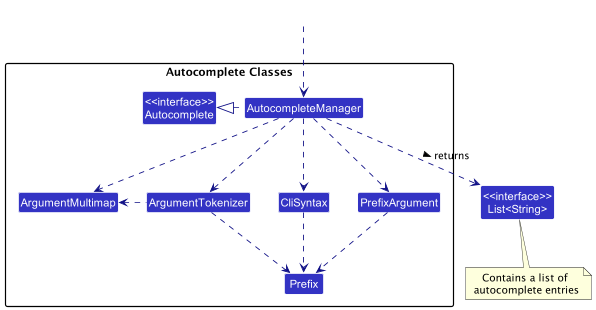 Autocomplete Classes
<<interface>>
Autocomplete
AutocompleteManager
returns
ArgumentMultimap
ArgumentTokenizer
CliSyntax
PrefixArgument
<<interface>>
List<String>
Prefix
Contains a list of
autocomplete entries